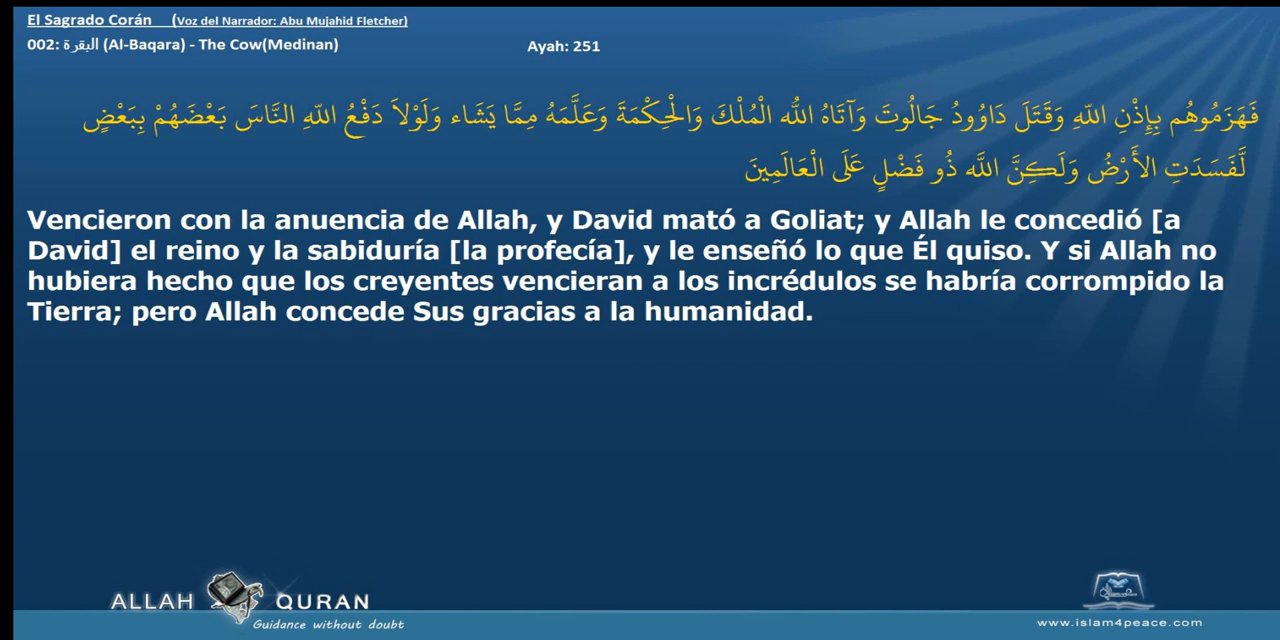 El Sagrado Corán (Voz del Narrador: Abu Mujahid Fletcher)
002: البقرة (Al-Baqara) - The Cow(Medinan) Ayah: 251
فَهَزَمُوهُم بِإِذْنِ اللّهِ وَقَتَلَ دَاوُودُ جَالُوتَ وَآتَاهُ اللّهُ الْمُلْكَ وَالْحِكْمَةَ وَعَلَّمَهُ مِمَّا يَشَاء وَلَوْلاَ دَفْعُ اللّهِ النَّاسَ بَعْضَهُمْ بِبَعْضٍ
لَّفَسَدَتِ الأَرْضُ وَلَكِنَّ اللّهَ ذُو فَضْلٍ عَلَى الْعَالَمِينَ
Vencieron con la anuencia de Allah, y David mató a Goliat; y Allah le concedió [a
David] el reino y la sabiduría [la profecía], y le enseñó lo que Él quiso. Y si Allah no
hubiera hecho que los creyentes vencieran a los incrédulos se habría corrompido la
Tierra; pero Allah concede Sus gracias a la humanidad.
ALLAH QURAN
Guidance without doubt
www.islam4peace.com